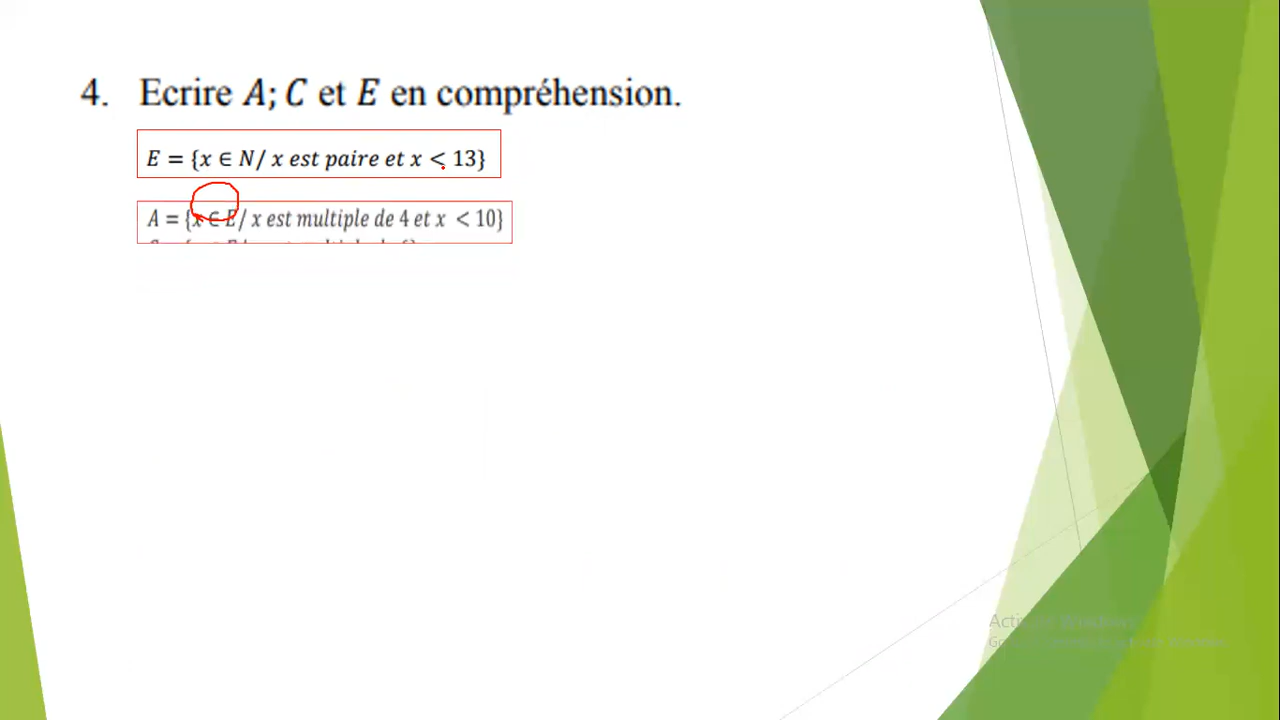 4. Ecrire A; C et E en compréhension.
E = {x ∈ N/ x est paire et x < 13}
A = {x ∈ E/ x est multiple de 4 et x < 10}